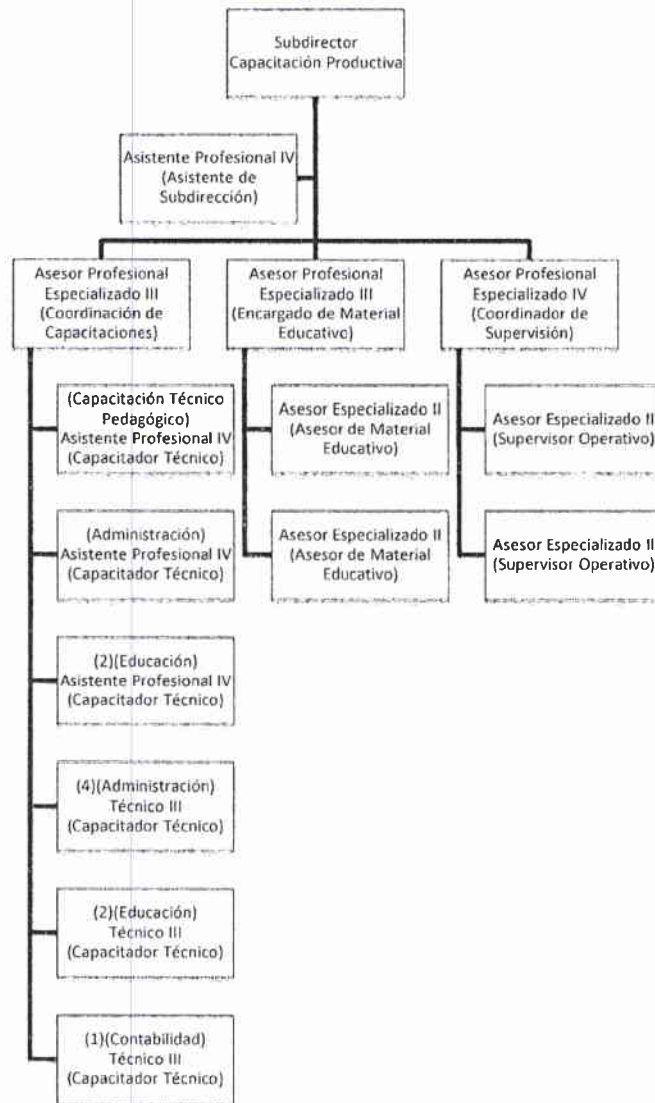 Subdirector
Capacitación Productiva
Asistente Profesional IV
(Asistente de
Subdirección)
Asesor Profesional
Especializado III
(Coordinación de
Capacitaciones)
Asesor Profesional
Especializado III
(Encargado de Material
Educativo)
Asesor Profesional
Especializado IV
(Coordinador de
Supervisión)
(Capacitación Técnico
Pedagógico)
Asistente Profesional IV
(Capacitador Técnico)
(Administración)
Asistente Profesional IV
(Capacitador Técnico)
(2)(Educación)
Asistente Profesional IV
(Capacitador Técnico)
(4)(Administración)
Técnico III
(Capacitador Técnico)
(2)(Educación)
Técnico III
(Capacitador Técnico)
(1)(Contabilidad)
Técnico III
(Capacitador Técnico)
Asesor Especializado II
(Asesor de Material
Educativo)
Asesor Especializado II
(Asesor de Material
Educativo)
Asesor Especializado II
(Supervisor Operativo)
Asesor Especializado II
(Supervisor Operativo)